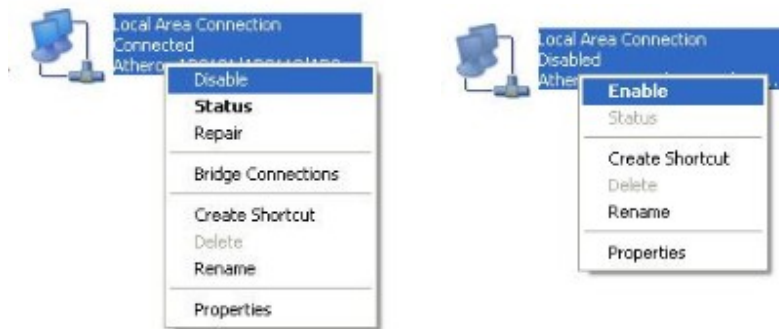 Local Area Connection
Connected
Disable
Status
Repair
Bridge Connections
Create Shortcut
Delete
Rename
Properties
Local Area Connection
Disabled
Enable
Status
Create Shortcut
Delete
Rename
Properties